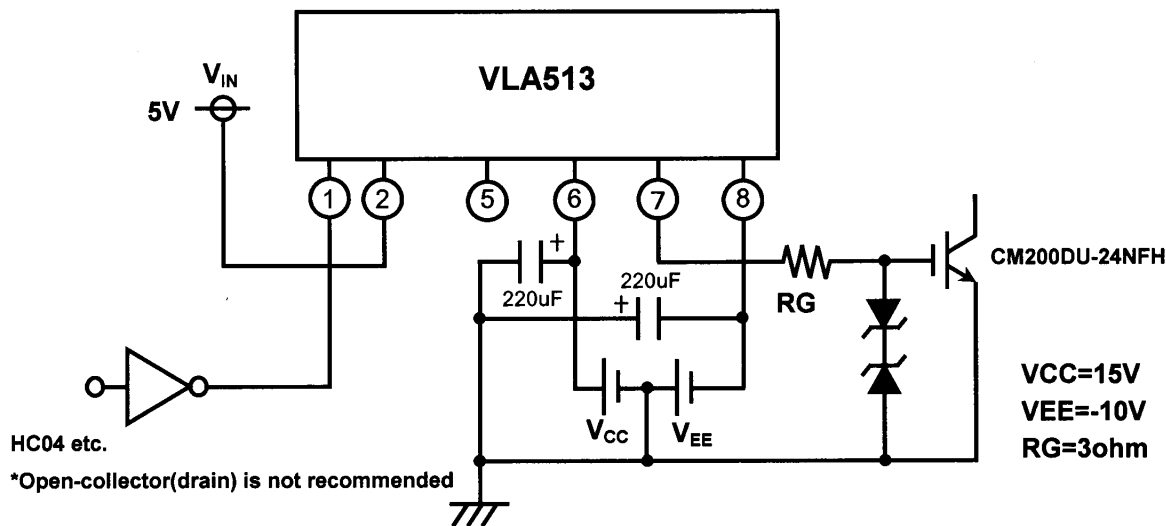 VLA513
V_IN
5V
1 2 5 6 7 8
+
220uF
+
220uF
RG
CM200DU-24NFH
V_CC
V_EE
VCC=15V
VEE=-10V
RG=3ohm
HC04 etc.
*Open-collector(drain) is not recommended